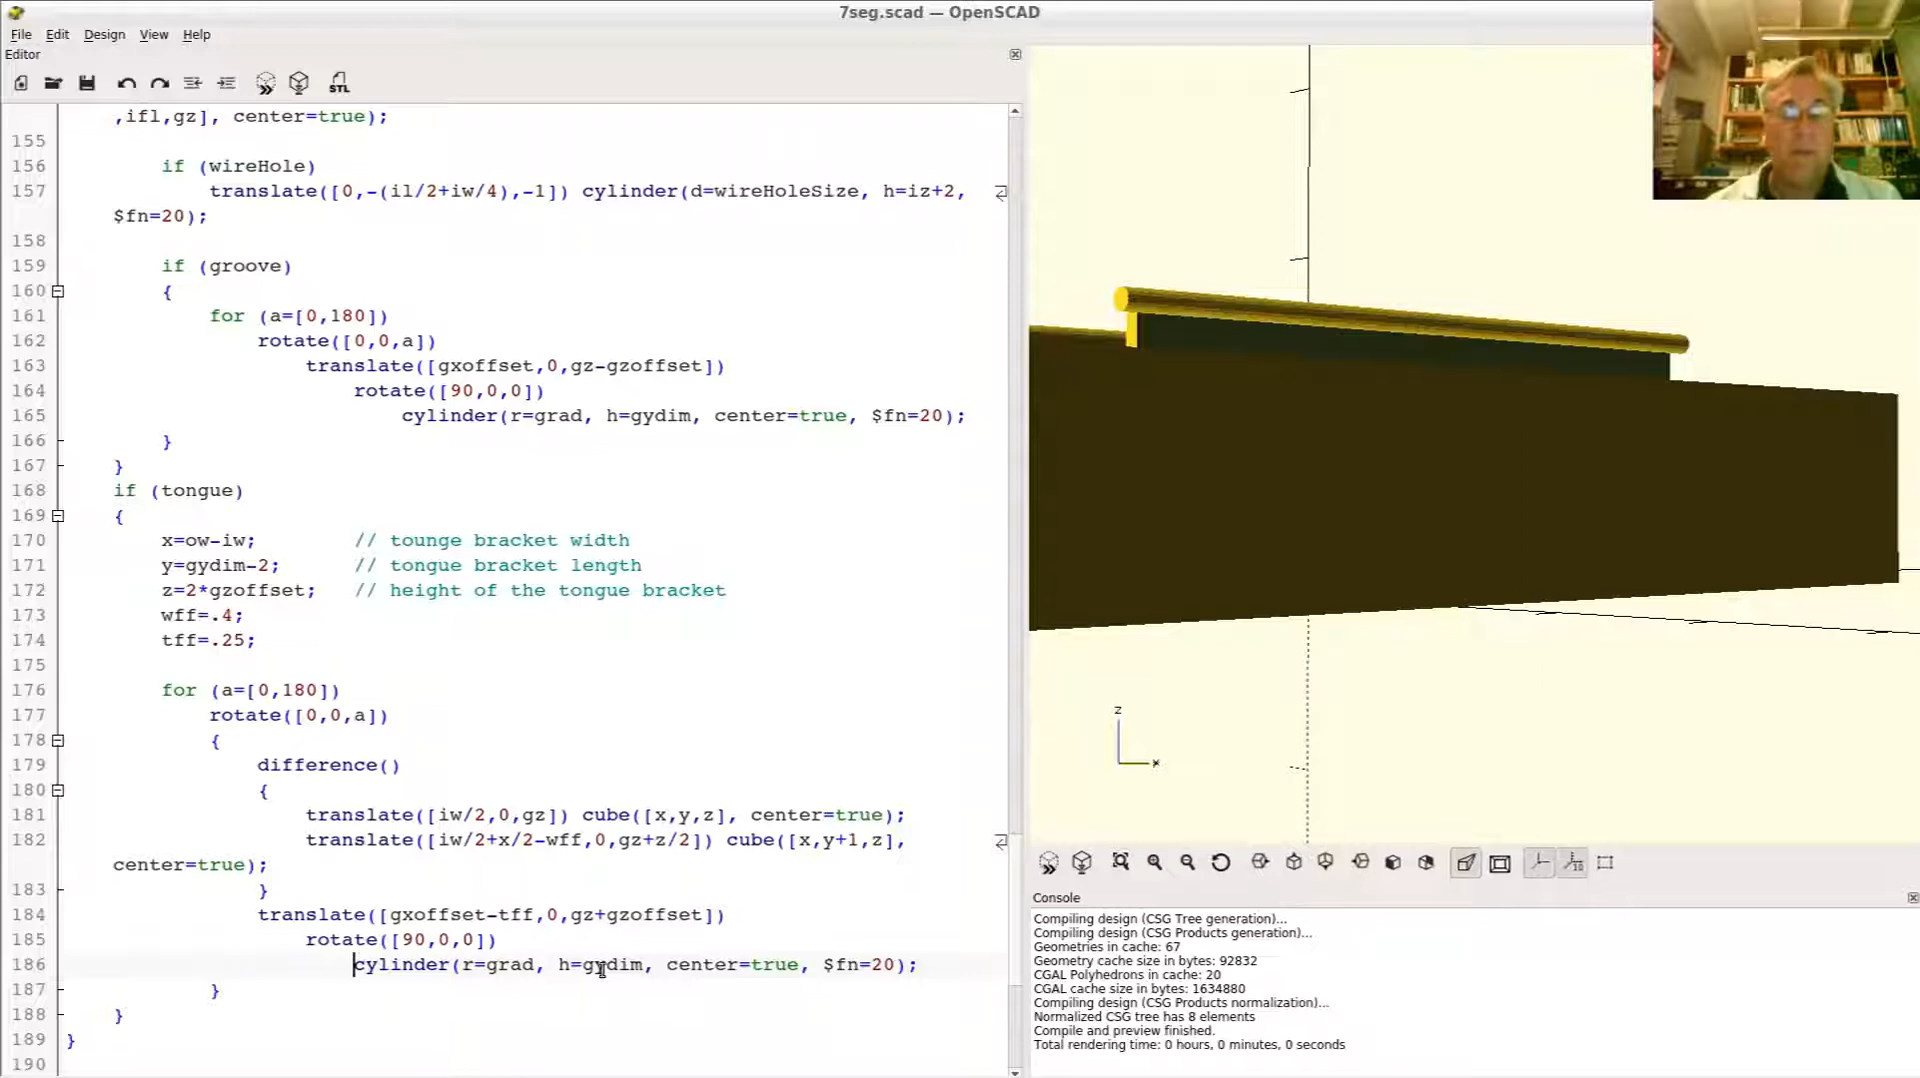 7seg.scad — OpenSCAD
File Edit Design View Help
Editor
STL
,ifl,gz], center=true);
155
156 if (wireHole)
157 translate([0,-(il/2+iw/4),-1]) cylinder(d=wireHoleSize, h=iz+2,
$fn=20);
158
159 if (groove)
160 {
161 for (a=[0,180])
162 rotate([0,0,a])
163 translate([gxoffset,0,gz-gzoffset])
164 rotate([90,0,0])
165 cylinder(r=grad, h=gydim, center=true, $fn=20);
166 }
167 }
168 if (tongue)
169 {
170 x=ow-iw; // tounge bracket width
171 y=gydim-2; // tongue bracket length
172 z=2*gzoffset; // height of the tongue bracket
173 wff=.4;
174 tff=.25;
175
176 for (a=[0,180])
177 rotate([0,0,a])
178 {
179 difference()
180 {
181 translate([iw/2,0,gz]) cube([x,y,z], center=true);
182 translate([iw/2+x/2-wff,0,gz+z/2]) cube([x,y+1,z],
center=true);
183 }
184 translate([gxoffset-tff,0,gz+gzoffset])
185 rotate([90,0,0])
186 cylinder(r=grad, h=gydim, center=true, $fn=20);
187 }
188 }
189 }
190
z
x
Console
Compiling design (CSG Tree generation)...
Compiling design (CSG Products generation)...
Geometries in cache: 67
Geometry cache size in bytes: 92832
CGAL Polyhedrons in cache: 20
CGAL cache size in bytes: 1634880
Compiling design (CSG Products normalization)...
Normalized CSG tree has 8 elements
Compile and preview finished.
Total rendering time: 0 hours, 0 minutes, 0 seconds